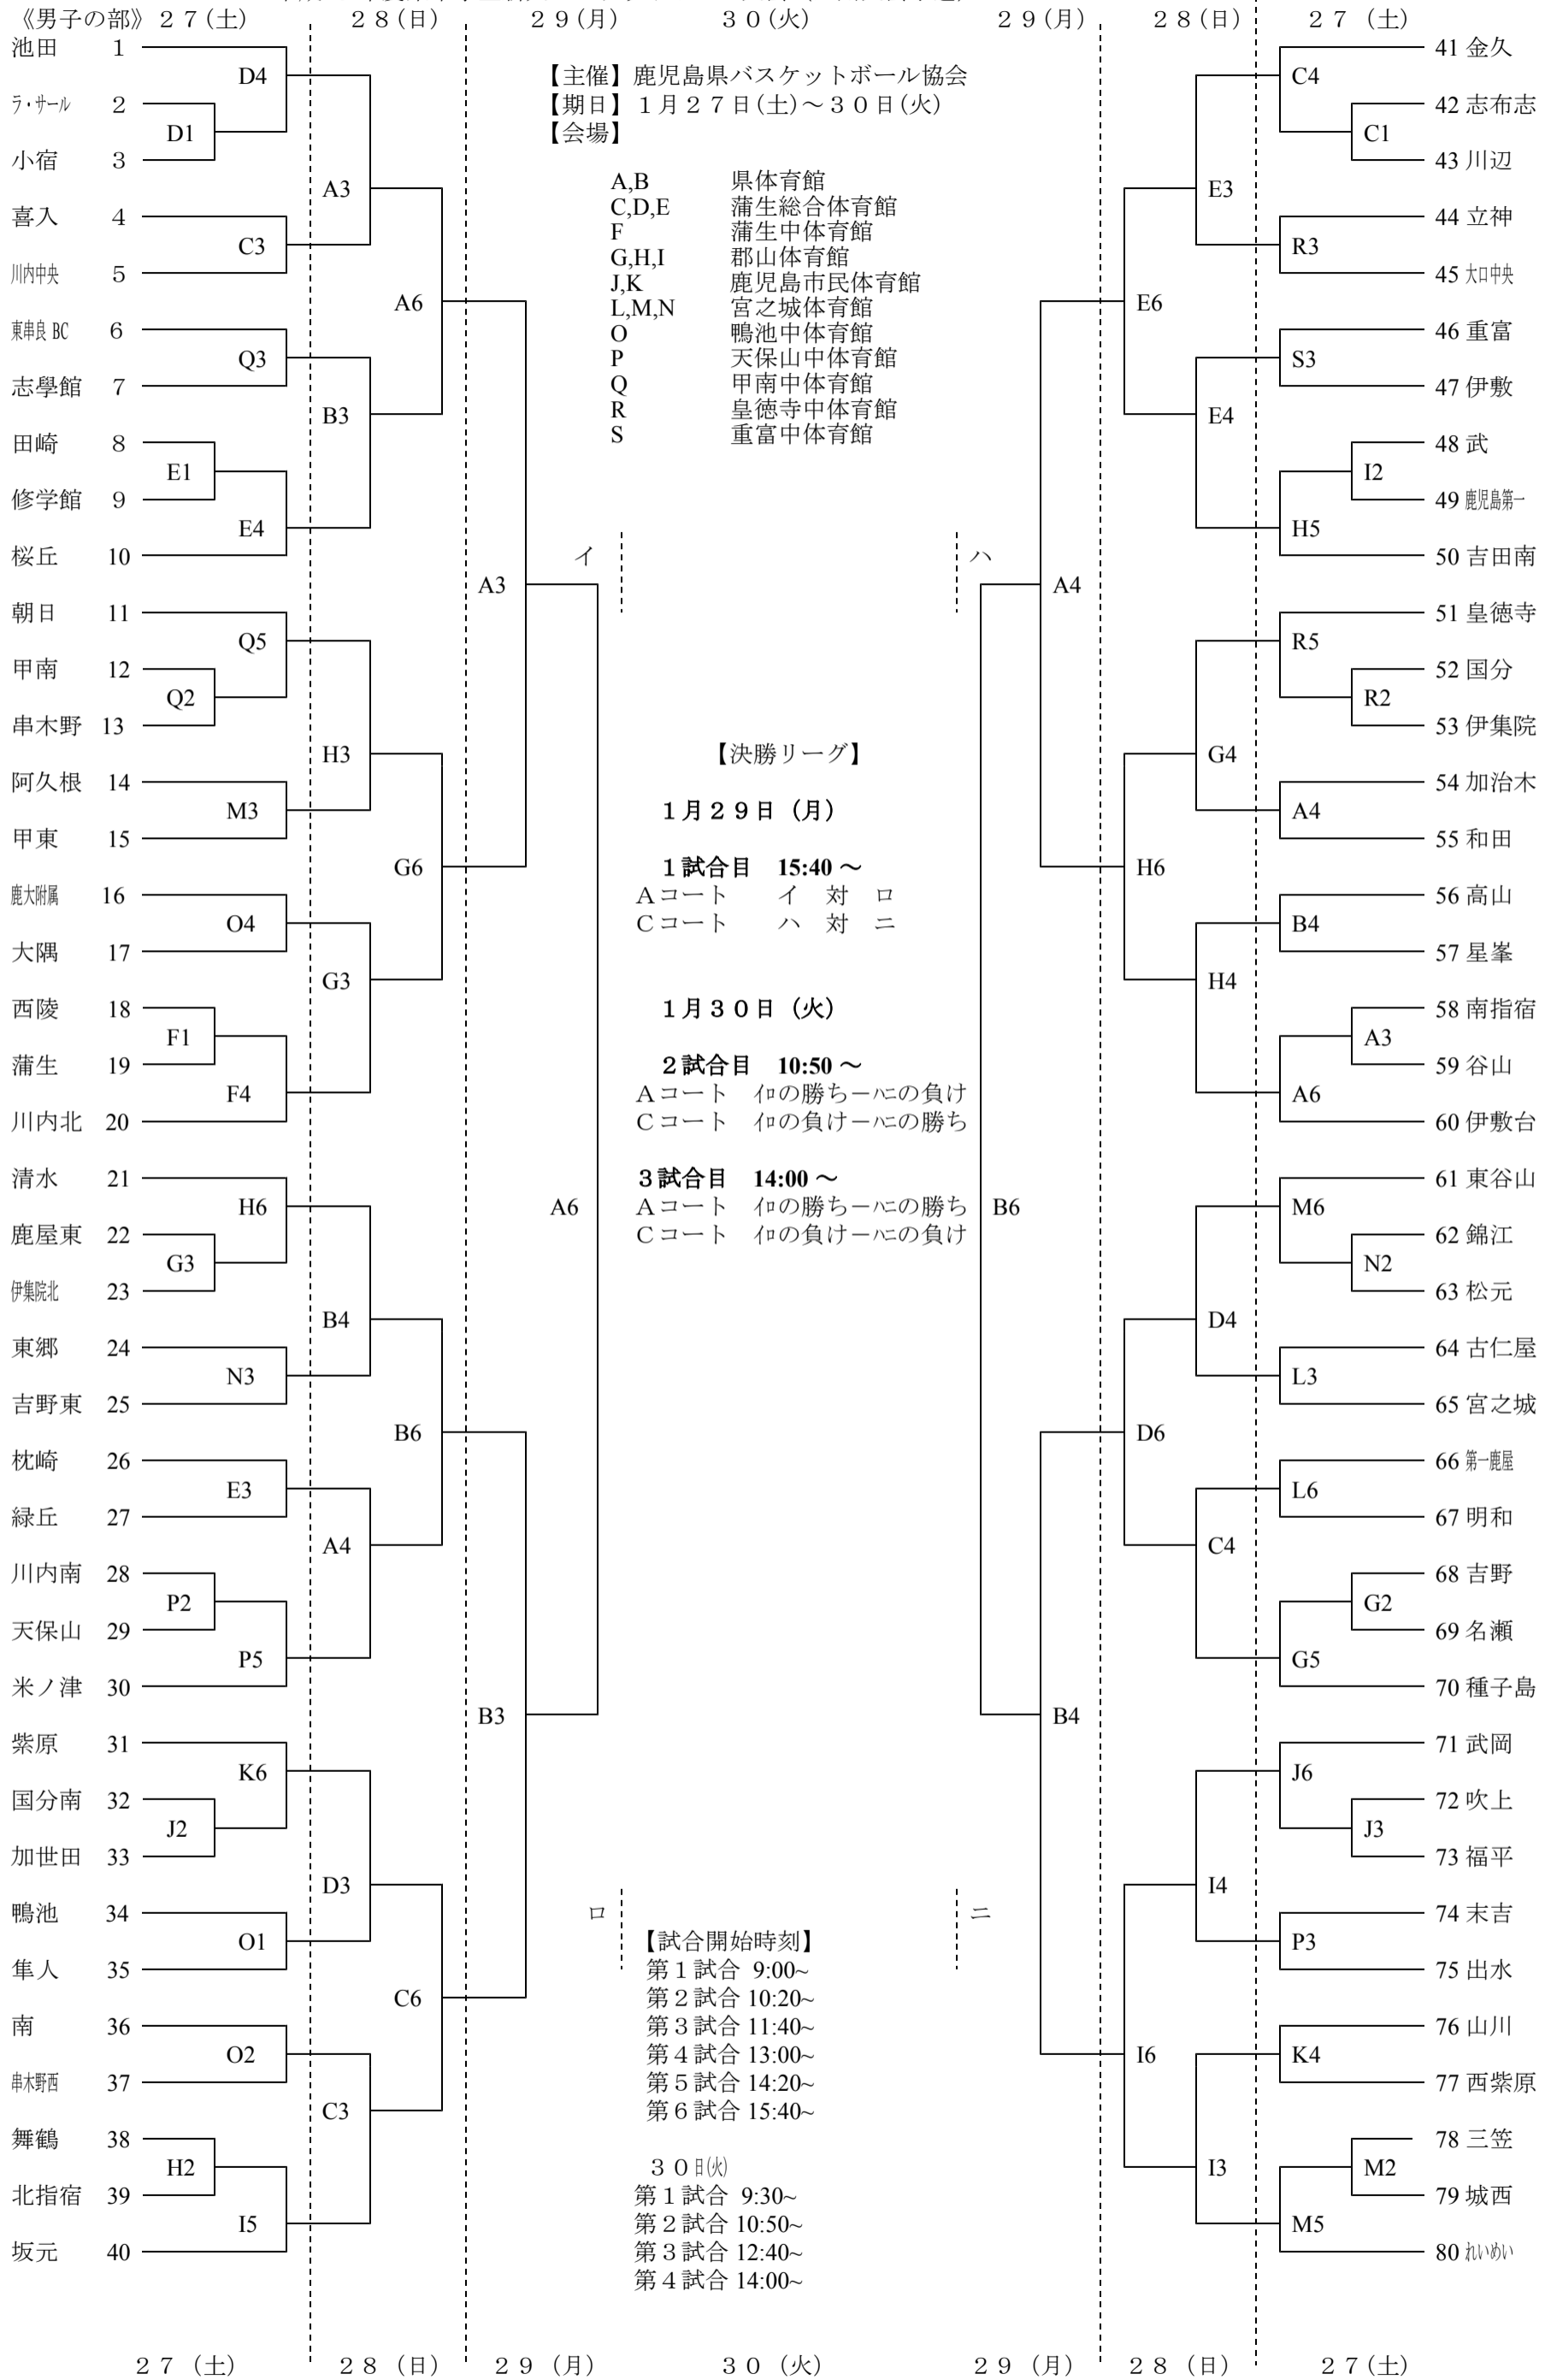 《男子の部》 ２７(土) ２８(日) ２９(月) ３０(火) ２９(月) ２８(日) ２７ (土)
池田 1
D4
ラ・サール 2
D1
小宿 3
A3
喜入 4
C3
川内中央 5
A6
東串良 BC 6
Q3
志學館 7
B3
田崎 8
E1
修学館 9
E4
桜丘 10
A3
朝日 11
Q5
甲南 12
Q2
串木野 13
H3
阿久根 14
M3
甲東 15
G6
鹿大附属 16
O4
大隅 17
G3
西陵 18
F1
蒲生 19
F4
川内北 20
A6
清水 21
H6
鹿屋東 22
G3
伊集院北 23
B4
東郷 24
N3
吉野東 25
B6
枕崎 26
E3
緑丘 27
A4
川内南 28
P2
天保山 29
P5
米ノ津 30
B3
紫原 31
K6
国分南 32
J2
加世田 33
D3
鴨池 34
O1
隼人 35
C6
南 36
O2
串木野西 37
C3
舞鶴 38
H2
北指宿 39
I5
坂元 40
【主催】鹿児島県バスケットボール協会
【期日】１月２７日(土)～３０日(火)
【会場】
A,B 県体育館
C,D,E 蒲生総合体育館
F 蒲生中体育館
G,H,I 郡山体育館
J,K 鹿児島市民体育館
L,M,N 宮之城体育館
O 鴨池中体育館
P 天保山中体育館
Q 甲南中体育館
R 皇徳寺中体育館
S 重富中体育館
イ ハ
【決勝リーグ】
１月２９日 (月)
１試合目 15:40 ～
Ａコート イ 対 ロ
Ｃコート ハ 対 ニ
１月３０日 (火)
２試合目 10:50 ～
Ａコート イロの勝ち－ハニの負け
Ｃコート イロの負け－ハニの勝ち
３試合目 14:00 ～
Ａコート イロの勝ち－ハニの勝ち
Ｃコート イロの負け－ハニの負け
ロ ニ
【試合開始時刻】
第１試合 9:00~
第２試合 10:20~
第３試合 11:40~
第４試合 13:00~
第５試合 14:20~
第６試合 15:40~
３０日(火)
第１試合 9:30~
第２試合 10:50~
第３試合 12:40~
第４試合 14:00~
41 金久
C4
42 志布志
C1
43 川辺
E3
44 立神
R3
45 大口中央
E6
46 重富
S3
47 伊敷
E4
48 武
I2
49 鹿児島第一
H5
50 吉田南
A4
51 皇徳寺
R5
52 国分
R2
53 伊集院
G4
54 加治木
A4
55 和田
H6
56 高山
B4
57 星峯
H4
58 南指宿
A3
59 谷山
A6
60 伊敷台
B6
61 東谷山
M6
62 錦江
N2
63 松元
D4
64 古仁屋
L3
65 宮之城
D6
66 第一鹿屋
L6
67 明和
C4
68 吉野
G2
69 名瀬
G5
70 種子島
B4
71 武岡
J6
72 吹上
J3
73 福平
I4
74 末吉
P3
75 出水
I6
76 山川
K4
77 西紫原
I3
78 三笠
M2
79 城西
M5
80 れいめい
２７ (土) ２８ (日) ２９ (月) ３０ (火) ２９ (月) ２８ (日) ２７(土)